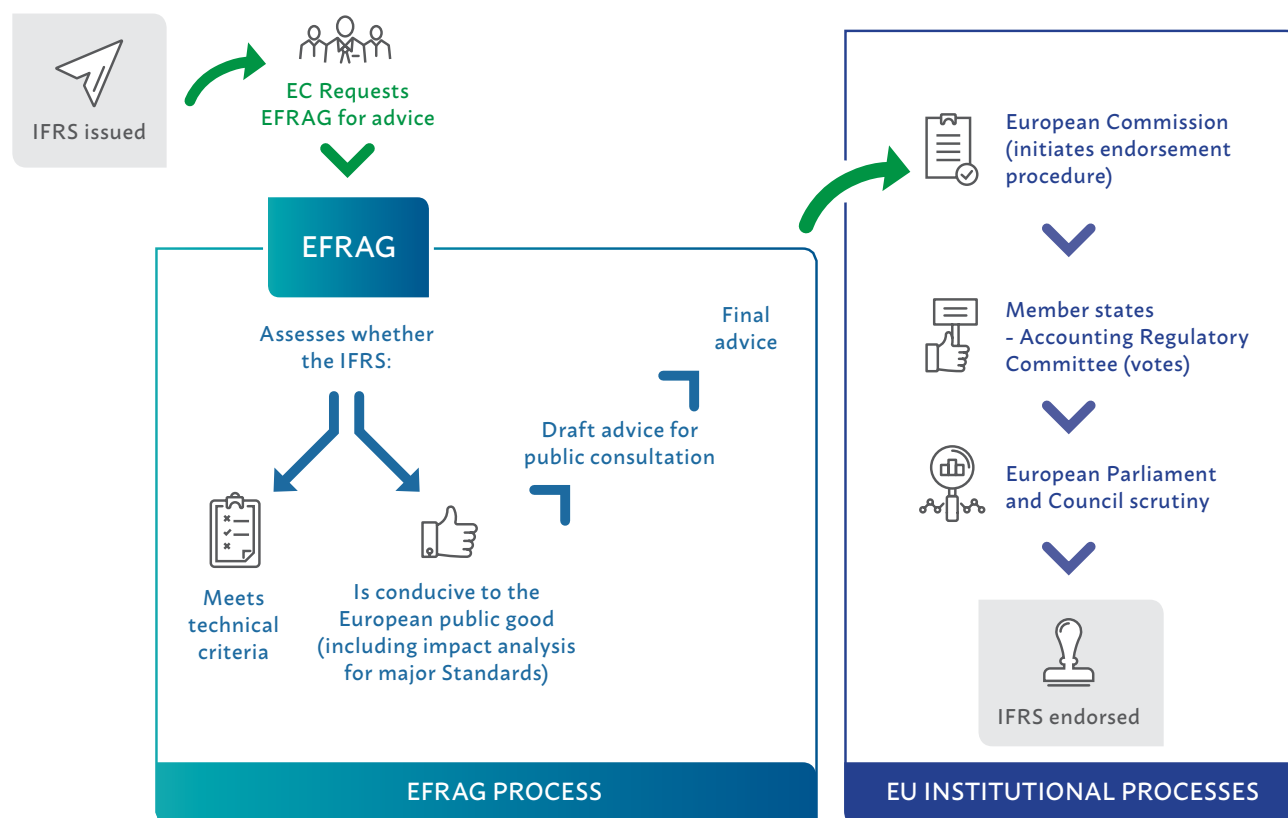 IFRS issued
EC Requests
EFRAG for advice
EFRAG
Assesses whether
the IFRS:
Meets
technical
criteria
Is conducive to the
European public good
(including impact analysis
for major Standards)
Draft advice for
public consultation
Final
advice
EFRAG PROCESS
European Commission
(initiates endorsement
procedure)
Member states
- Accounting Regulatory
Committee (votes)
European Parliament
and Council scrutiny
IFRS endorsed
EU INSTITUTIONAL PROCESSES